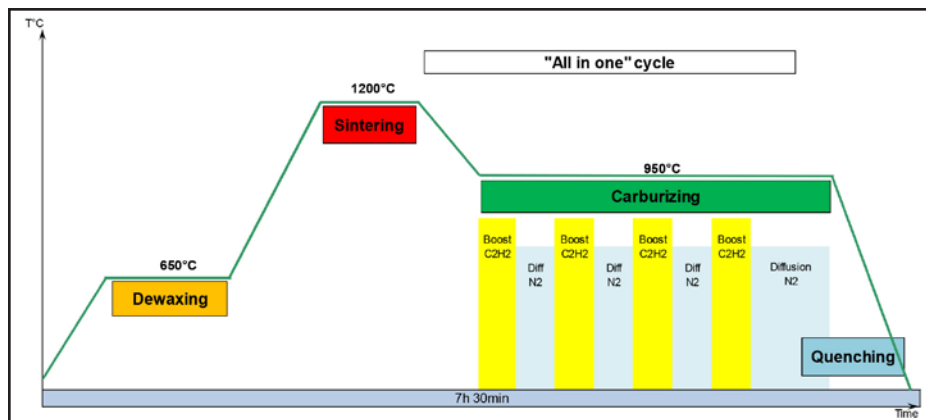 T°C
"All in one" cycle
1200°C
Sintering
950°C
Carburizing
650°C
Dewaxing
Boost
C2H2
Diff
N2
Boost
C2H2
Diff
N2
Boost
C2H2
Diff
N2
Boost
C2H2
Diffusion
N2
Quenching
7h 30min
Time